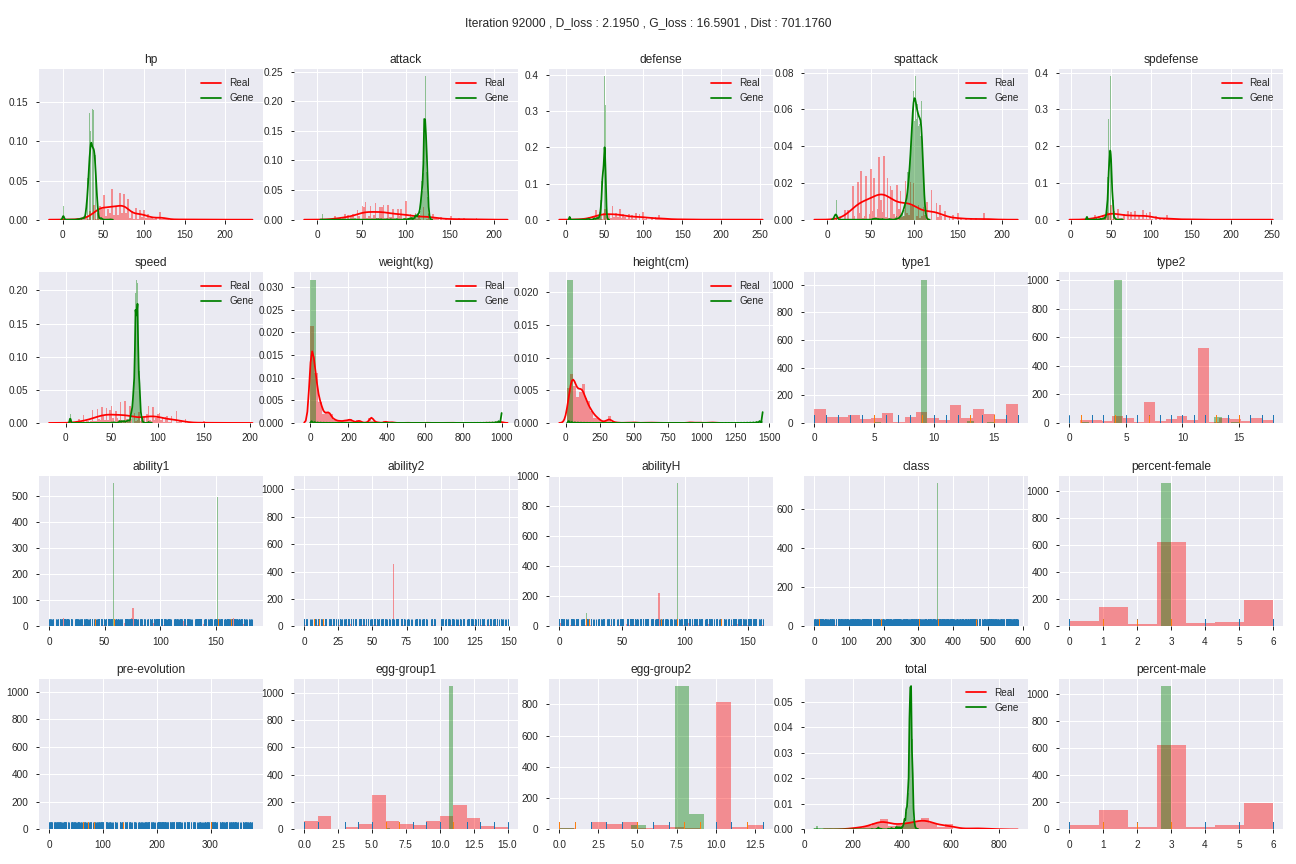 Iteration 92000 , D_loss : 2.1950 , G_loss : 16.5901 , Dist : 701.1760
hp
attack
defense
spattack
spdefense
Real
Gene
0.15
0.10
0.05
0.00
0 50 100 150 200
Real
Gene
0.25
0.20
0.15
0.10
0.05
0.00
0 50 100 150 200
Real
Gene
0.4
0.3
0.2
0.1
0.0
0 50 100 150 200 250
Real
Gene
0.08
0.06
0.04
0.02
0.00
0 50 100 150 200
Real
Gene
0.4
0.3
0.2
0.1
0.0
0 50 100 150 200 250
speed
weight(kg)
height(cm)
type1
type2
Real
Gene
0.20
0.15
0.10
0.05
0.00
0 50 100 150 200
Real
Gene
0.030
0.025
0.020
0.015
0.010
0.005
0.000
0 200 400 600 800 1000
Real
Gene
0.020
0.015
0.010
0.005
0.000
0 250 500 750 1000 1250 1500
1000
800
600
400
200
0
0 5 10 15
1000
800
600
400
200
0
0 5 10 15
ability1
ability2
abilityH
class
percent-female
500
400
300
200
100
0
0 50 100 150
1000
800
600
400
200
0
0 25 50 75 100 125 150
1000
800
600
400
200
0
0 50 100 150
600
400
200
0
0 100 200 300 400 500 600
1000
800
600
400
200
0
0 1 2 3 4 5 6
pre-evolution
egg-group1
egg-group2
total
percent-male
1000
800
600
400
200
0
0 100 200 300
1000
800
600
400
200
0
0.0 2.5 5.0 7.5 10.0 12.5 15.0
800
600
400
200
0
0.0 2.5 5.0 7.5 10.0 12.5
Real
Gene
0.05
0.04
0.03
0.02
0.01
0.00
0 200 400 600 800
1000
800
600
400
200
0
0 1 2 3 4 5 6